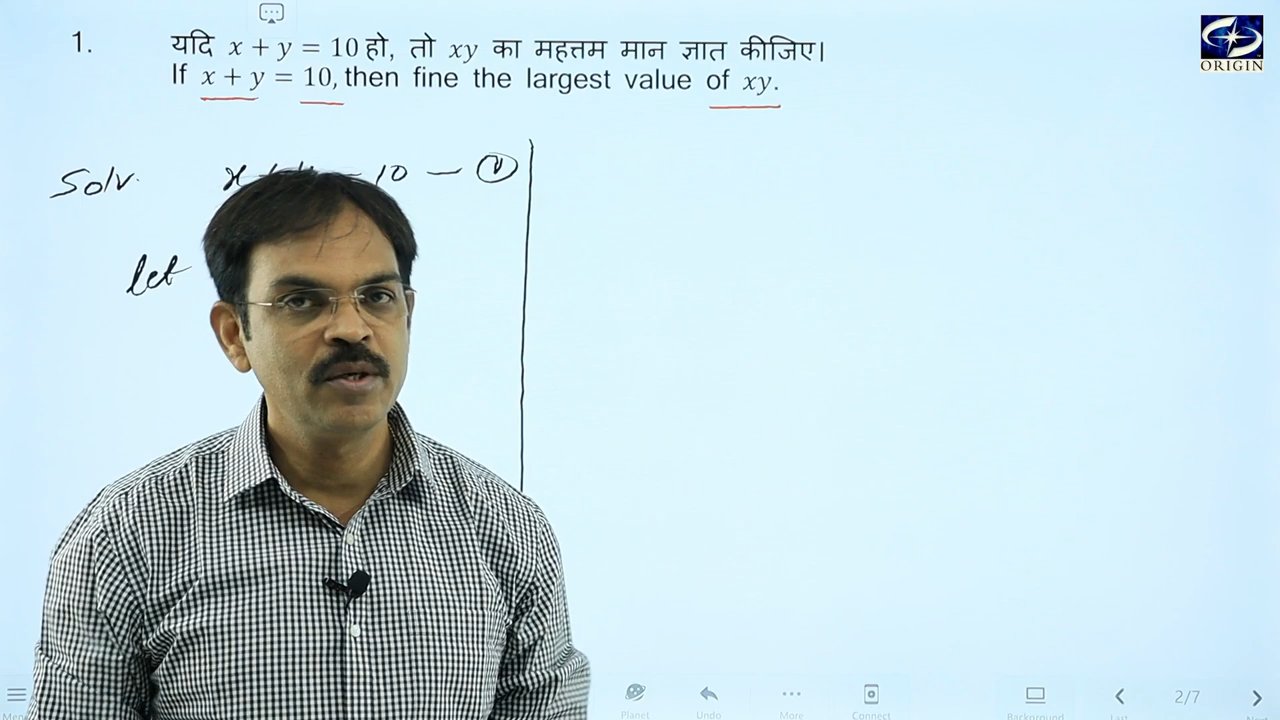 1. यदि x + y = 10 हो, तो xy का महत्तम मान ज्ञात कीजिए।
If x + y = 10, then fine the largest value of xy.
ORIGIN
Solv. x 10 —
let
Planet Undo More Connect Background 2/7